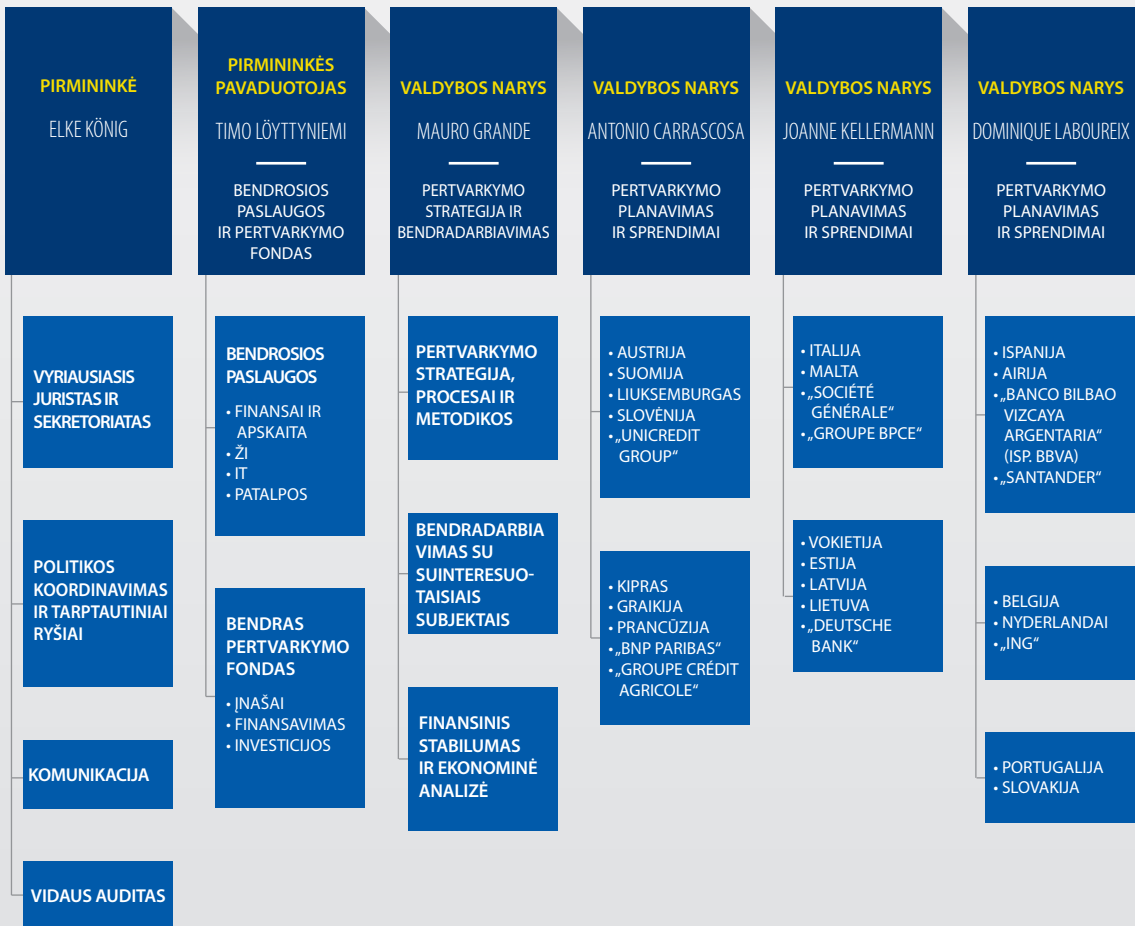 PIRMININKĖ
ELKE KÖNIG
VYRIAUSIASIS
JURISTAS IR
SEKRETORIATAS
POLITIKOS
KOORDINAVIMAS
IR TARPTAUTINIAI
RYŠIAI
KOMUNIKACIJA
VIDAUS AUDITAS
PIRMININKĖS
PAVADUOTOJAS
TIMO LÖYTTYNIEMI
BENDROSIOS
PASLAUGOS
IR PERTVARKYMO
FONDAS
BENDROSIOS
PASLAUGOS
• FINANSAI IR
APSKAITA
• ŽI
• IT
• PATALPOS
BENDRAS
PERTVARKYMO
FONDAS
• ĮNAŠAI
• FINANSAVIMAS
• INVESTICIJOS
VALDYBOS NARYS
MAURO GRANDE
PERTVARKYMO
STRATEGIJA IR
BENDRADARBIAVIMAS
PERTVARKYMO
STRATEGIJA,
PROCESAI IR
METODIKOS
BENDRADARBIA
VIMAS SU
SUINTERESUO-
TAISIAIS
SUBJEKTAIS
FINANSINIS
STABILUMAS
IR EKONOMINĖ
ANALIZĖ
VALDYBOS NARYS
ANTONIO CARRASCOSA
PERTVARKYMO
PLANAVIMAS
IR SPRENDIMAI
• AUSTRIJA
• SUOMIJA
• LIUKSEMBURGAS
• SLOVĖNIJA
• „UNICREDIT
GROUP“
• KIPRAS
• GRAIKIJA
• PRANCŪZIJA
• „BNP PARIBAS“
• „GROUPE CRÉDIT
AGRICOLE“
VALDYBOS NARYS
JOANNE KELLERMANN
PERTVARKYMO
PLANAVIMAS
IR SPRENDIMAI
• ITALIJA
• MALTA
• „SOCIÉTÉ
GÉNÉRALE“
• „GROUPE BPCE“
• VOKIETIJA
• ESTIJA
• LATVIJA
• LIETUVA
• „DEUTSCHE
BANK“
VALDYBOS NARYS
DOMINIQUE LABOUREIX
PERTVARKYMO
PLANAVIMAS
IR SPRENDIMAI
• ISPANIJA
• AIRIJA
• „BANCO BILBAO
VIZCAYA
ARGENTARIA“
(ISP. BBVA)
• „SANTANDER“
• BELGIJA
• NYDERLANDAI
• „ING“
• PORTUGALIJA
• SLOVAKIJA